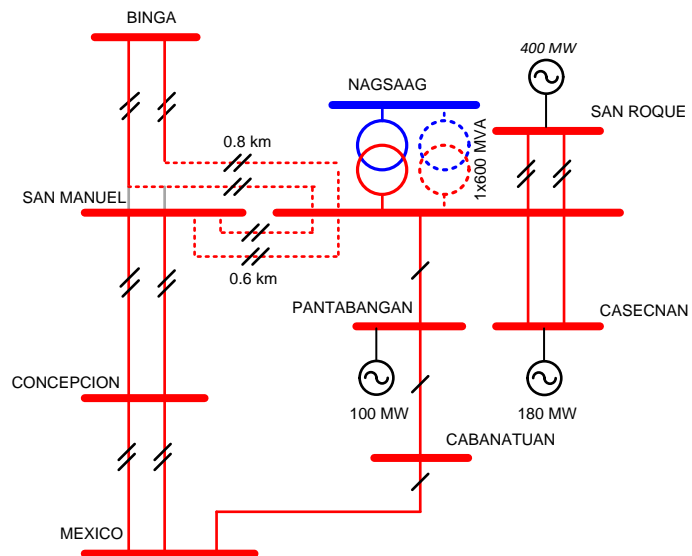 BINGA
400 MW
NAGSAAG
SAN ROQUE
1x600 MVA
0.8 km
SAN MANUEL
0.6 km
PANTABANGAN
CASECNAN
CONCEPCION
100 MW
180 MW
CABANATUAN
MEXICO